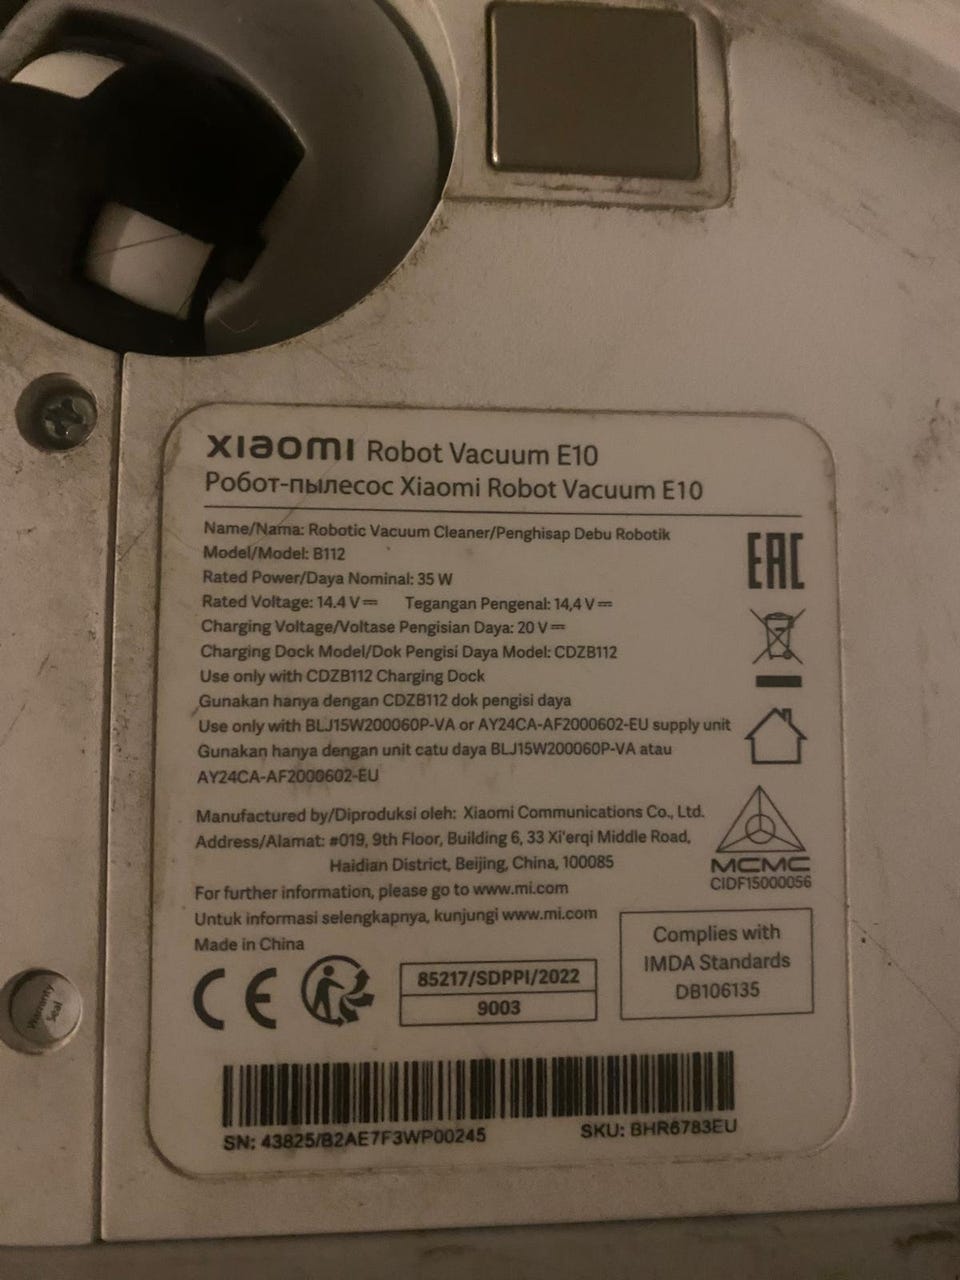 xiaomi Robot Vacuum E10
Робот-пылесос Xiaomi Robot Vacuum E10
Name/Nama: Robotic Vacuum Cleaner/Penghisap Debu Robotik
Model/Model: B112
Rated Power/Daya Nominal: 35 W
Rated Voltage: 14.4 V⎓ Tegangan Pengenal: 14,4 V⎓
Charging Voltage/Voltase Pengisian Daya: 20 V⎓
Charging Dock Model/Dok Pengisi Daya Model: CDZB112
Use only with CDZB112 Charging Dock
Gunakan hanya dengan CDZB112 dok pengisi daya
Use only with BLJ15W200060P-VA or AY24CA-AF2000602-EU supply unit
Gunakan hanya dengan unit catu daya BLJ15W200060P-VA atau
AY24CA-AF2000602-EU
Manufactured by/Diproduksi oleh: Xiaomi Communications Co., Ltd.
Address/Alamat: #019, 9th Floor, Building 6, 33 Xi'erqi Middle Road,
Haidian District, Beijing, China, 100085
For further information, please go to www.mi.com
Untuk informasi selengkapnya, kunjungi www.mi.com
Made in China
EAC
MCMC
CIDF15000056
CE
85217/SDPPI/2022
9003
Complies with
IMDA Standards
DB106135
SN: 43825/B2AE7F3WP00245 SKU: BHR6783EU
Warranty
Seal